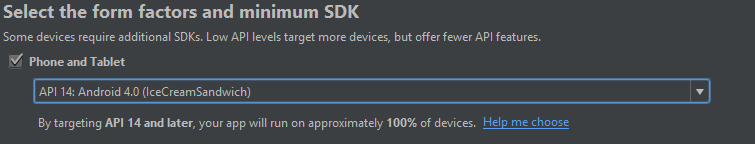 Select the form factors and minimum SDK
Some devices require additional SDKs. Low API levels target more devices, but offer fewer API features.
Phone and Tablet
API 14: Android 4.0 (IceCreamSandwich)
By targeting API 14 and later, your app will run on approximately 100% of devices. Help me choose